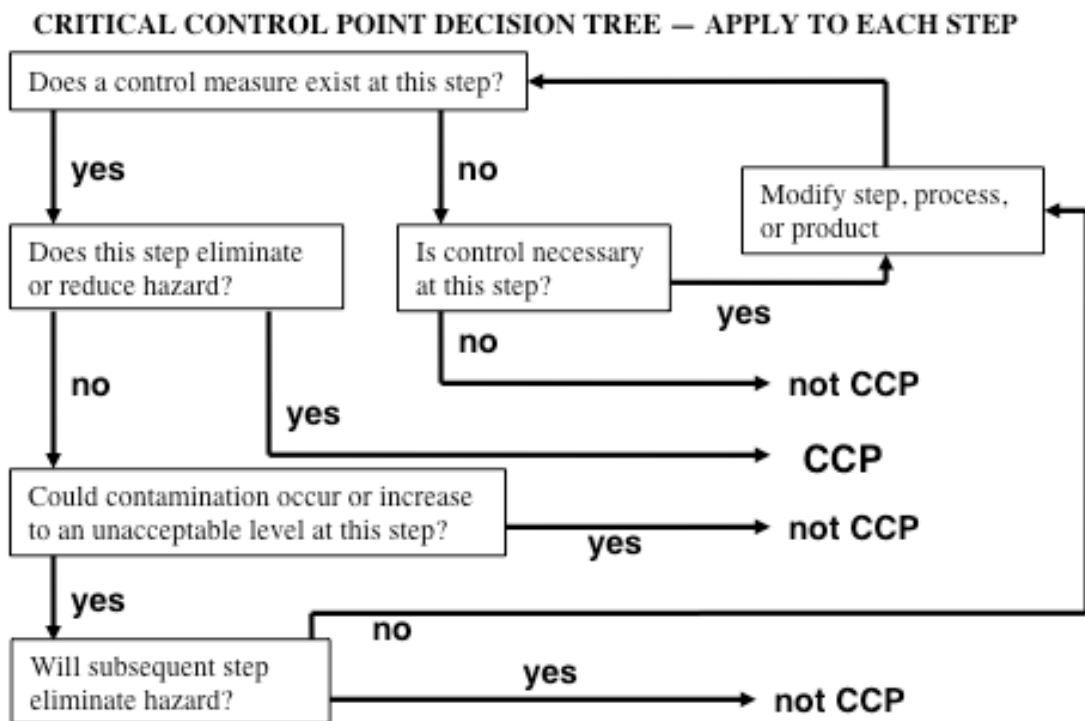 CRITICAL CONTROL POINT DECISION TREE — APPLY TO EACH STEP
Does a control measure exist at this step?
yes
no
Modify step, process,
or product
Does this step eliminate
or reduce hazard?
Is control necessary
at this step?
yes
no
no
not CCP
yes
CCP
Could contamination occur or increase
to an unacceptable level at this step?
yes
not CCP
yes
no
Will subsequent step
eliminate hazard?
yes
not CCP